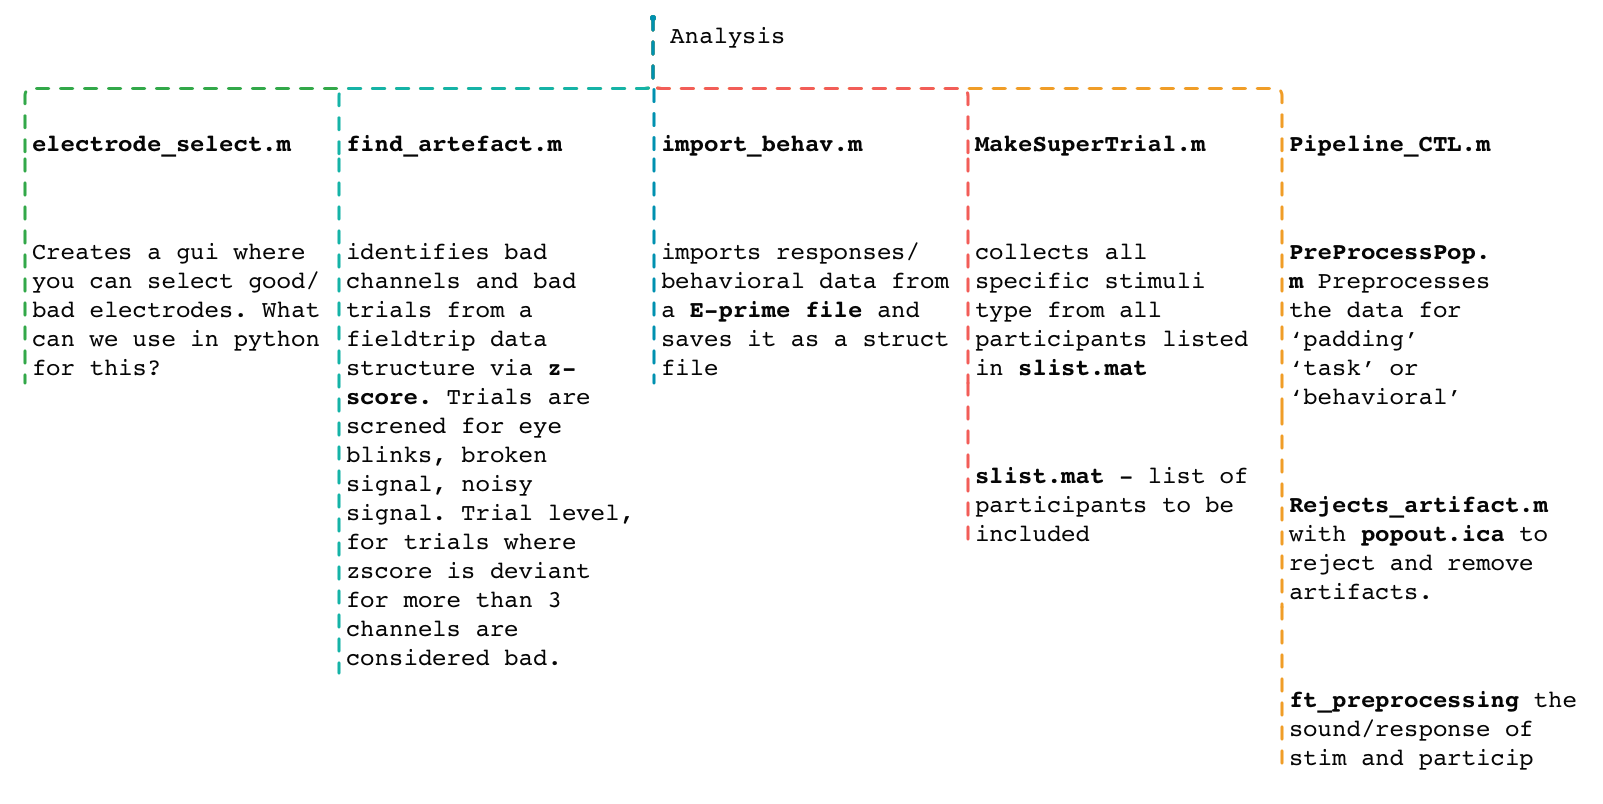 Analysis
electrode_select.m
Creates a gui where
you can select good/
bad electrodes. What
can we use in python
for this?
find_artefact.m
identifies bad
channels and bad
trials from a
fieldtrip data
structure via z-
score. Trials are
screned for eye
blinks, broken
signal, noisy
signal. Trial level,
for trials where
zscore is deviant
for more than 3
channels are
considered bad.
import_behav.m
imports responses/
behavioral data from
a E-prime file and
saves it as a struct
file
MakeSuperTrial.m
collects all
specific stimuli
type from all
participants listed
in slist.mat
slist.mat – list of
participants to be
included
Pipeline_CTL.m
PreProcessPop.
m Preprocesses
the data for
‘padding’
‘task’ or
‘behavioral’
Rejects_artifact.m
with popout.ica to
reject and remove
artifacts.
ft_preprocessing the
sound/response of
stim and particip